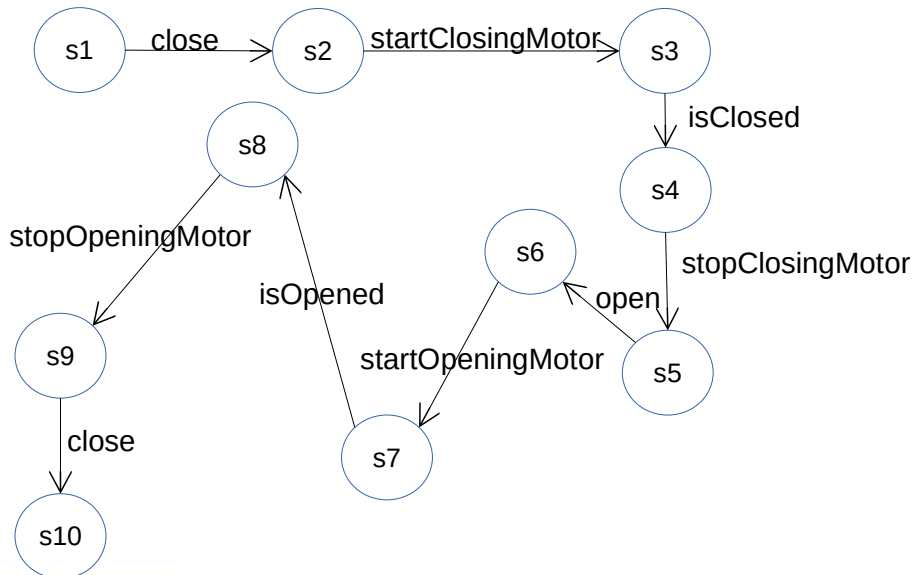 s1
close
s2
startClosingMotor
s3
isClosed
s4
stopClosingMotor
s5
open
s6
startOpeningMotor
s7
isOpened
s8
stopOpeningMotor
s9
close
s10